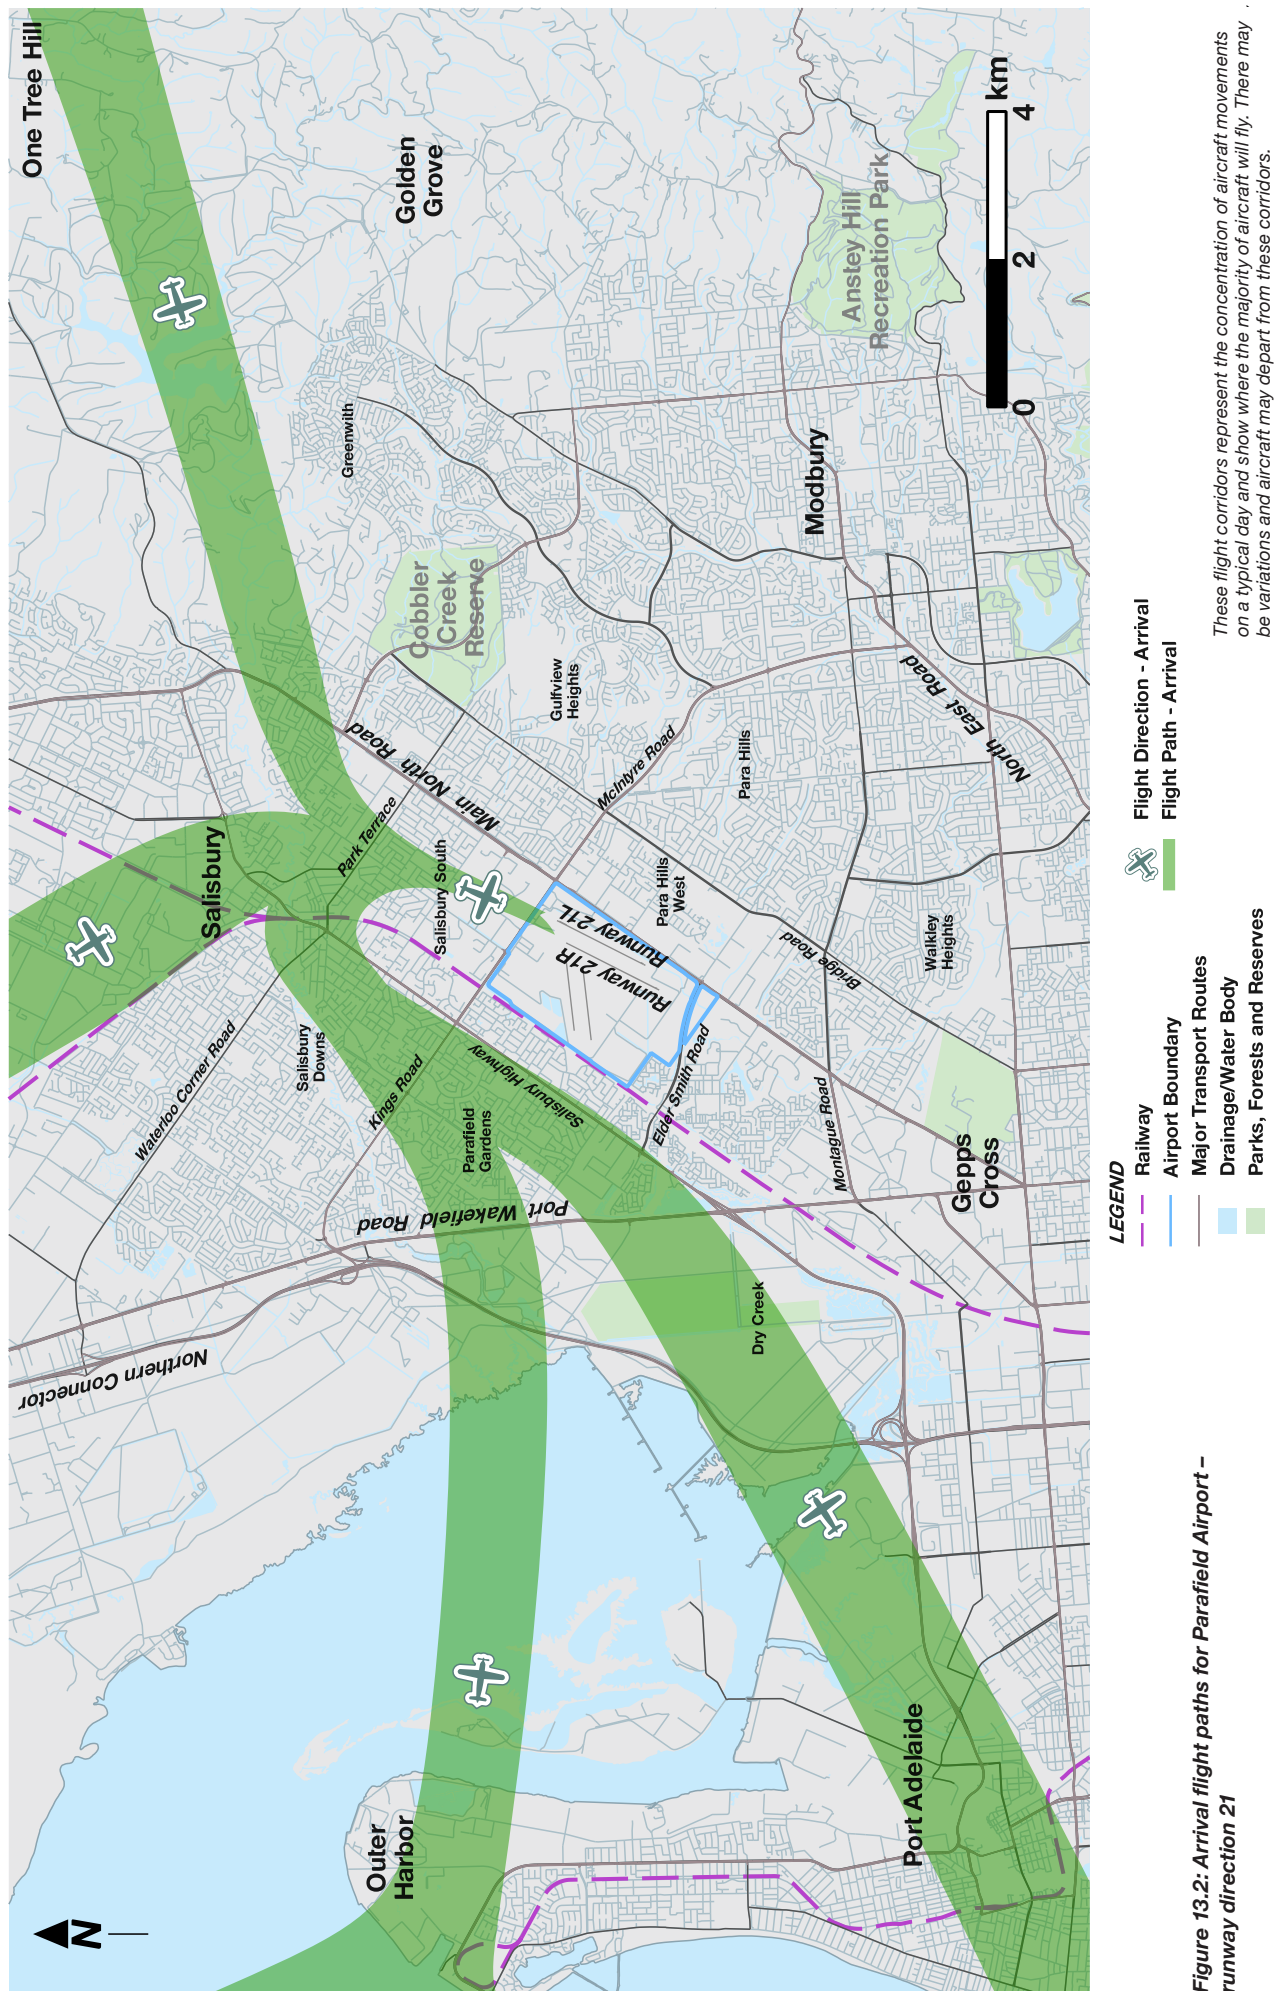 One Tree Hill
Golden
Grove
Anstey Hill
Recreation Park
km
0
2
4
Greenwith
Cobbler
Creek
Reserve
Modbury
Gulfview
Heights
Salisbury
Main North Road
Park Terrace
McIntyre Road
Para Hills
North East Road
Salisbury South
Para Hills
West
Runway 21L
Runway 21R
Bridge Road
Walkley
Heights
Waterloo Corner Road
Salisbury
Downs
Kings Road
Salisbury Highway
Elder Smith Road
Parafield
Gardens
Montague Road
Gepps
Cross
Port Wakefield Road
Northern Connector
Dry Creek
Outer
Harbor
Port Adelaide
N
LEGEND
Railway
Airport Boundary
Major Transport Routes
Drainage/Water Body
Parks, Forests and Reserves
Flight Direction - Arrival
Flight Path - Arrival
These flight corridors represent the concentration of aircraft movements
on a typical day and show where the majority of aircraft will fly. There may
be variations and aircraft may depart from these corridors.
Figure 13.2: Arrival flight paths for Parafield Airport –
runway direction 21